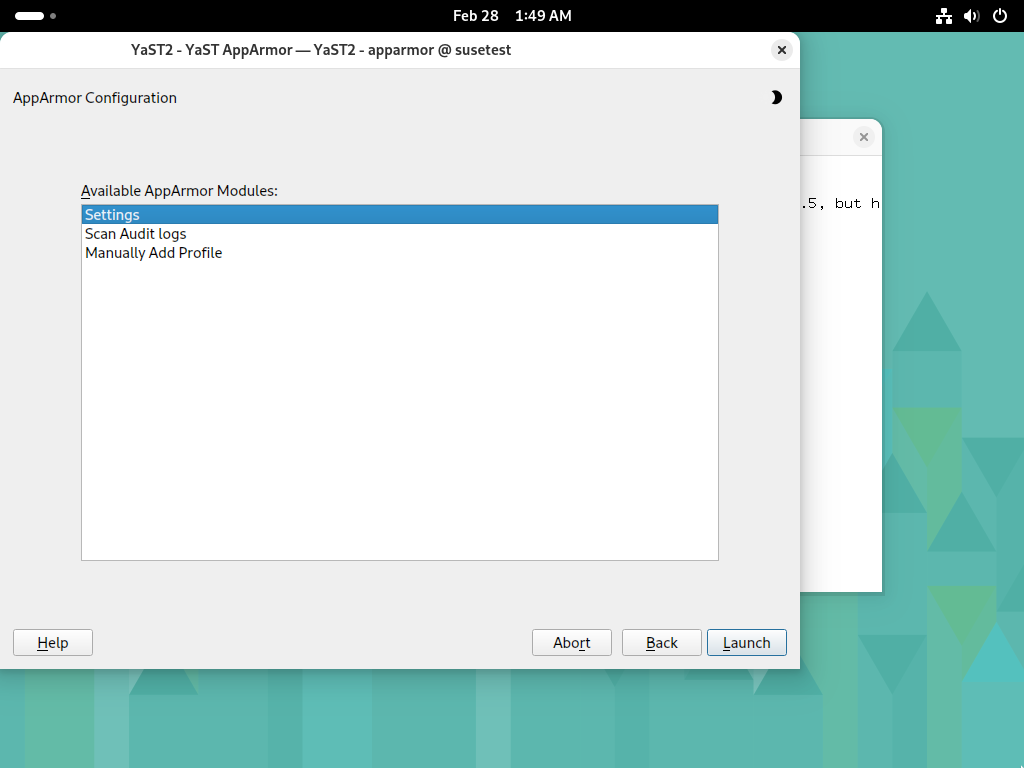 Feb 28 1:49 AM
YaST2 - YaST AppArmor — YaST2 - apparmor @ susetest
AppArmor Configuration
.5, but h
Available AppArmor Modules:
Settings
Scan Audit logs
Manually Add Profile
Help Abort Back Launch